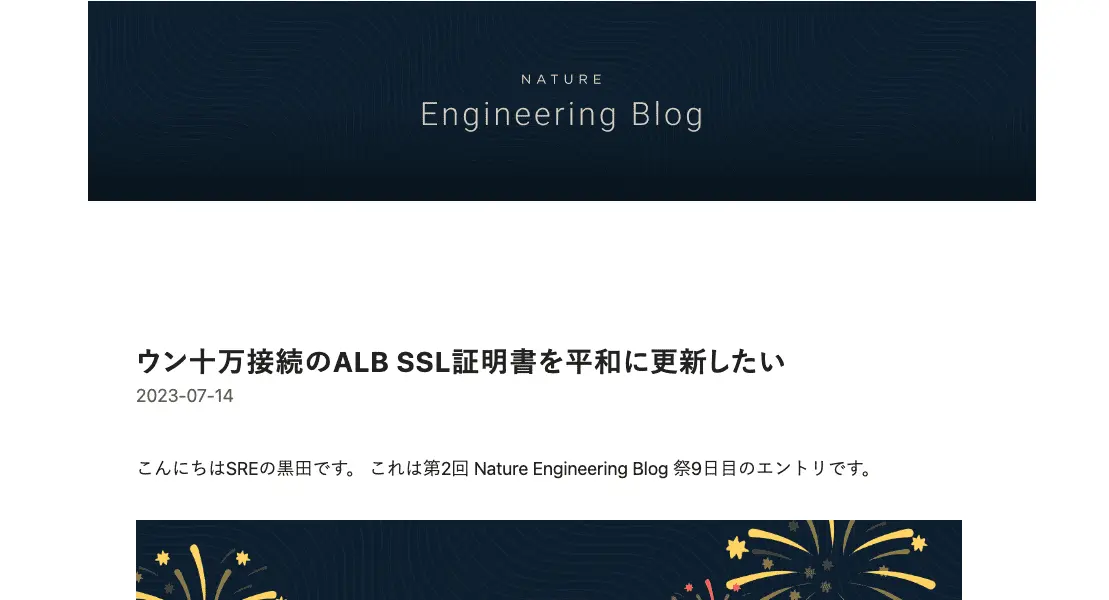 NATURE
Engineering Blog
ウン十万接続のALB SSL証明書を平和に更新したい
2023-07-14
こんにちはSREの黒田です。 これは第2回 Nature Engineering Blog 祭9日目のエントリです。